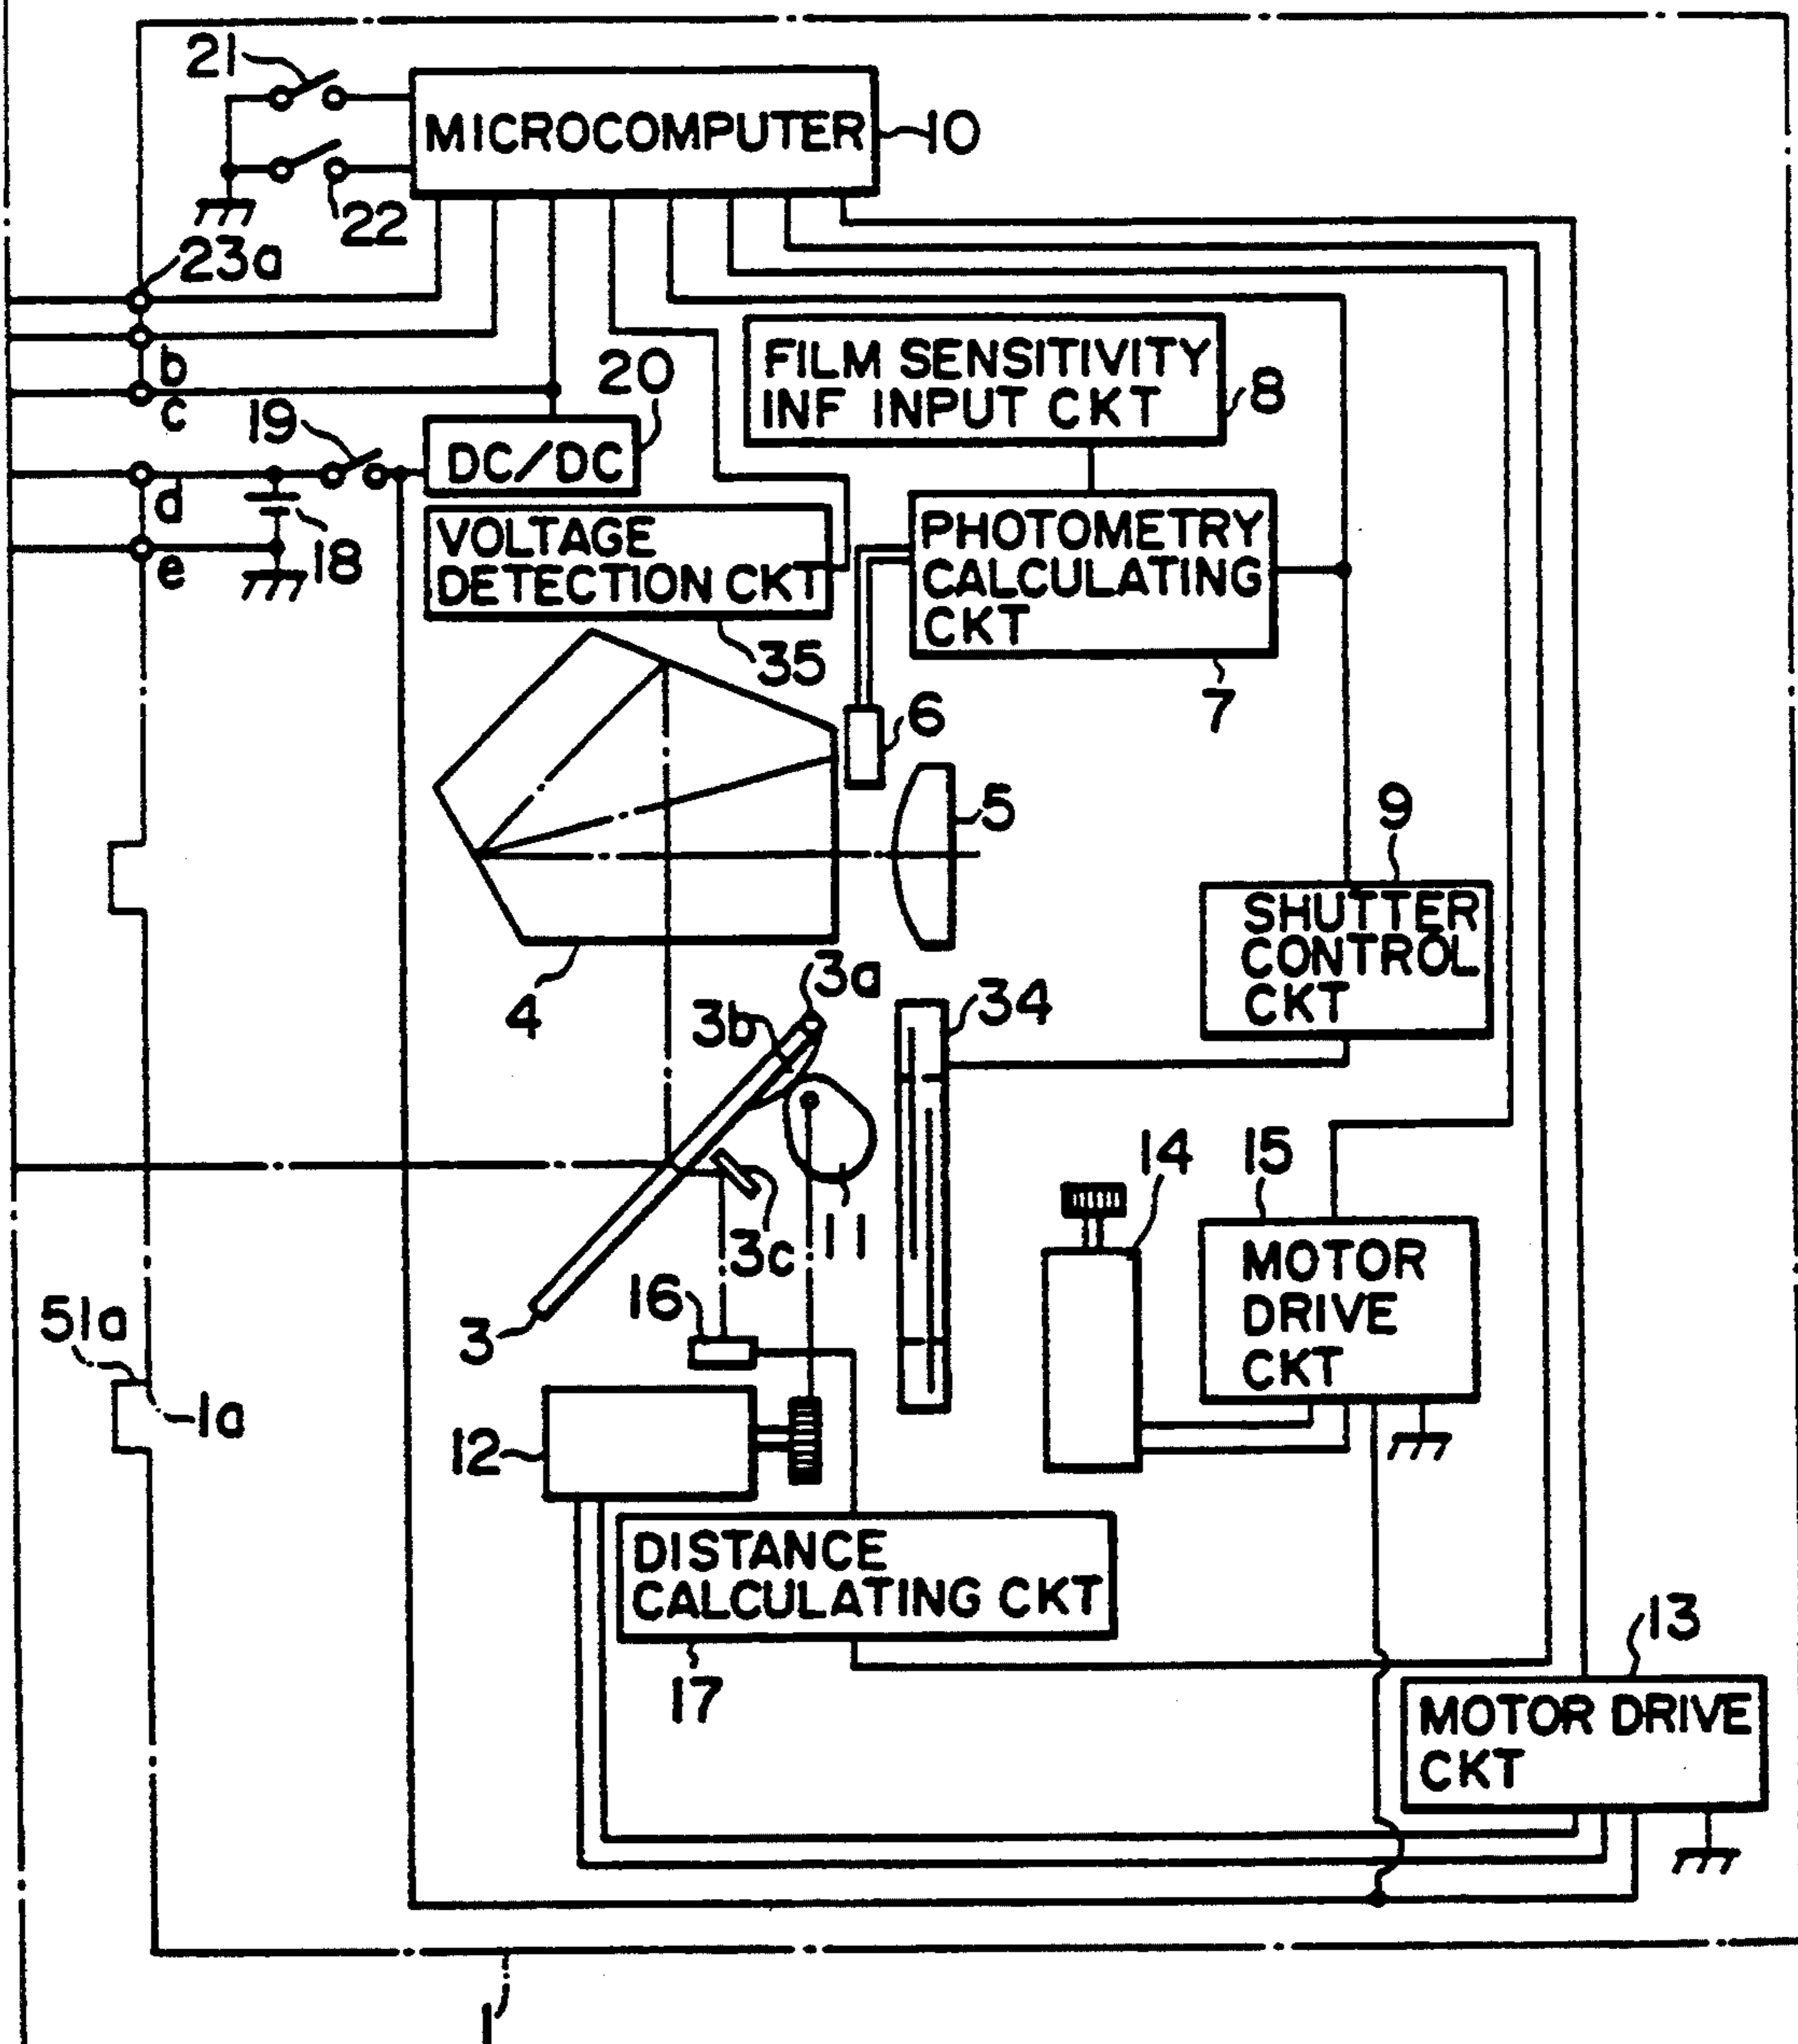 21
MICROCOMPUTER
10
22
23a
b
c
20
FILM SENSITIVITY
INF INPUT CKT
8
19
DC/DC
d
e
18
VOLTAGE
DETECTION CKT
35
PHOTOMETRY
CALCULATING
CKT
7
6
5
9
SHUTTER
CONTROL
CKT
4
3a
3b
34
14
15
11
3c
MOTOR
DRIVE
CKT
16
3
51a
1a
12
DISTANCE
CALCULATING CKT
17
13
MOTOR DRIVE
CKT
1